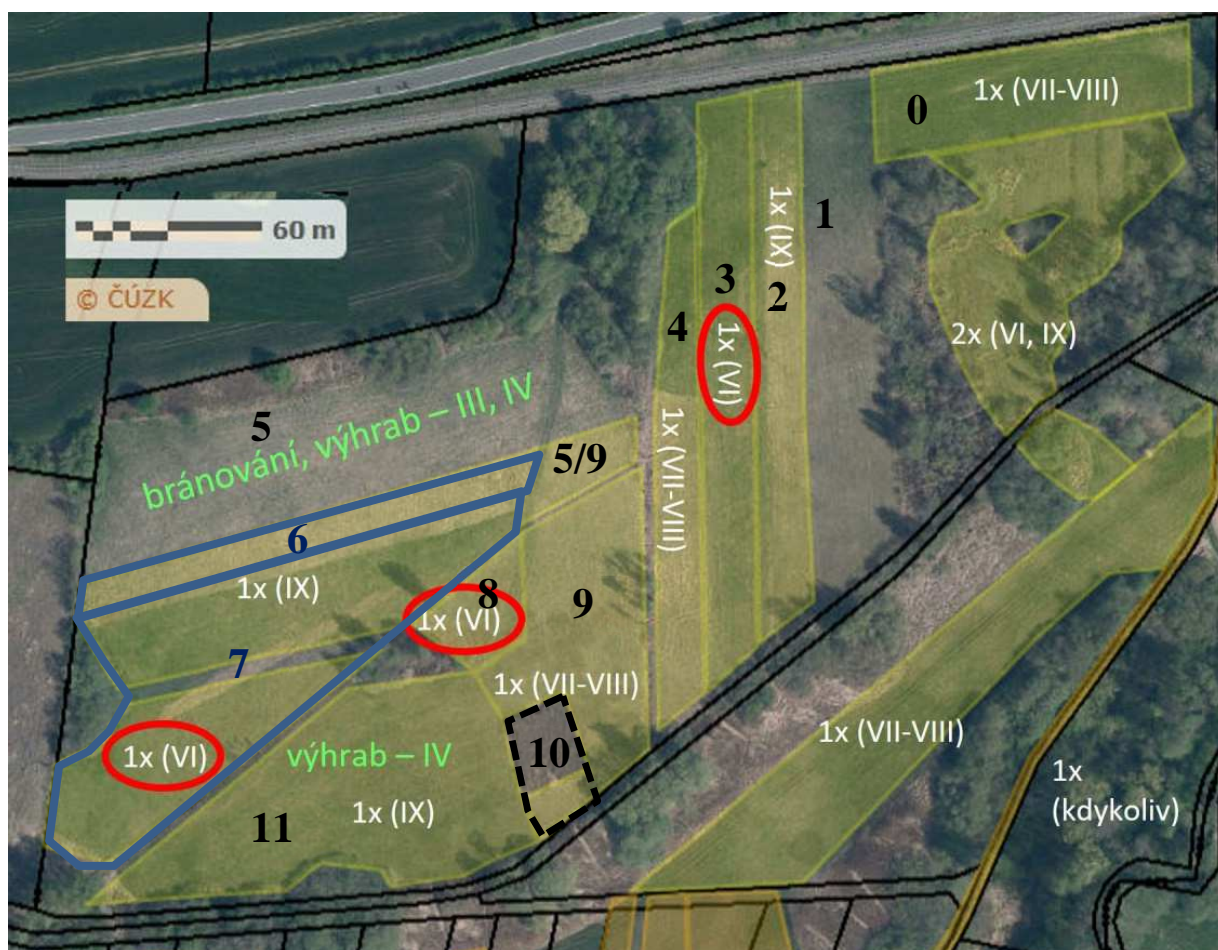 0
1x (VII-VIII)
60 m
© ČÚZK
1x (IX)
1
2
3
1x (VI)
4
1x (VII-VIII)
2x (VI, IX)
5
bránování, výhrab – III, IV
5/9
6
1x (IX)
8
1x (VI)
9
7
1x (VII-VIII)
1x (VI)
výhrab – IV
10
1x (IX)
11
1x (VII-VIII)
1x
(kdykoliv)